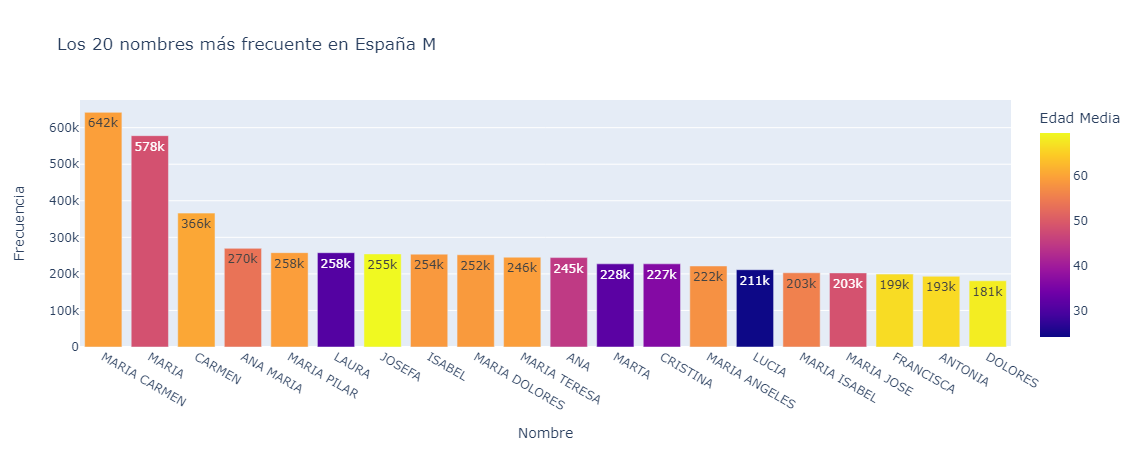 Los 20 nombres más frecuente en España M
Edad Media
600k
500k
400k
300k
200k
100k
0
Frecuencia
642k
578k
366k
270k
258k
258k
255k
254k
252k
246k
245k
228k
227k
222k
211k
203k
203k
199k
193k
181k
60
50
40
30
MARIA CARMEN
MARIA
CARMEN
ANA MARIA
MARIA PILAR
LAURA
JOSEFA
ISABEL
MARIA DOLORES
MARIA TERESA
ANA
MARTA
CRISTINA
MARIA ANGELES
LUCIA
MARIA ISABEL
MARIA JOSE
FRANCISCA
ANTONIA
DOLORES
Nombre